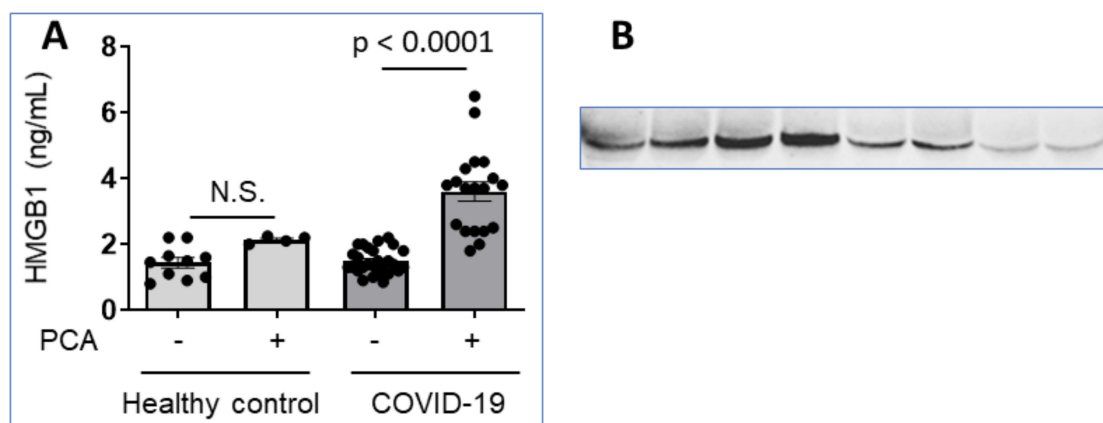 A
B
p < 0.0001
8
6
4
2
0
HMGB1 (ng/mL)
N.S.
PCA - + - +
Healthy control COVID-19